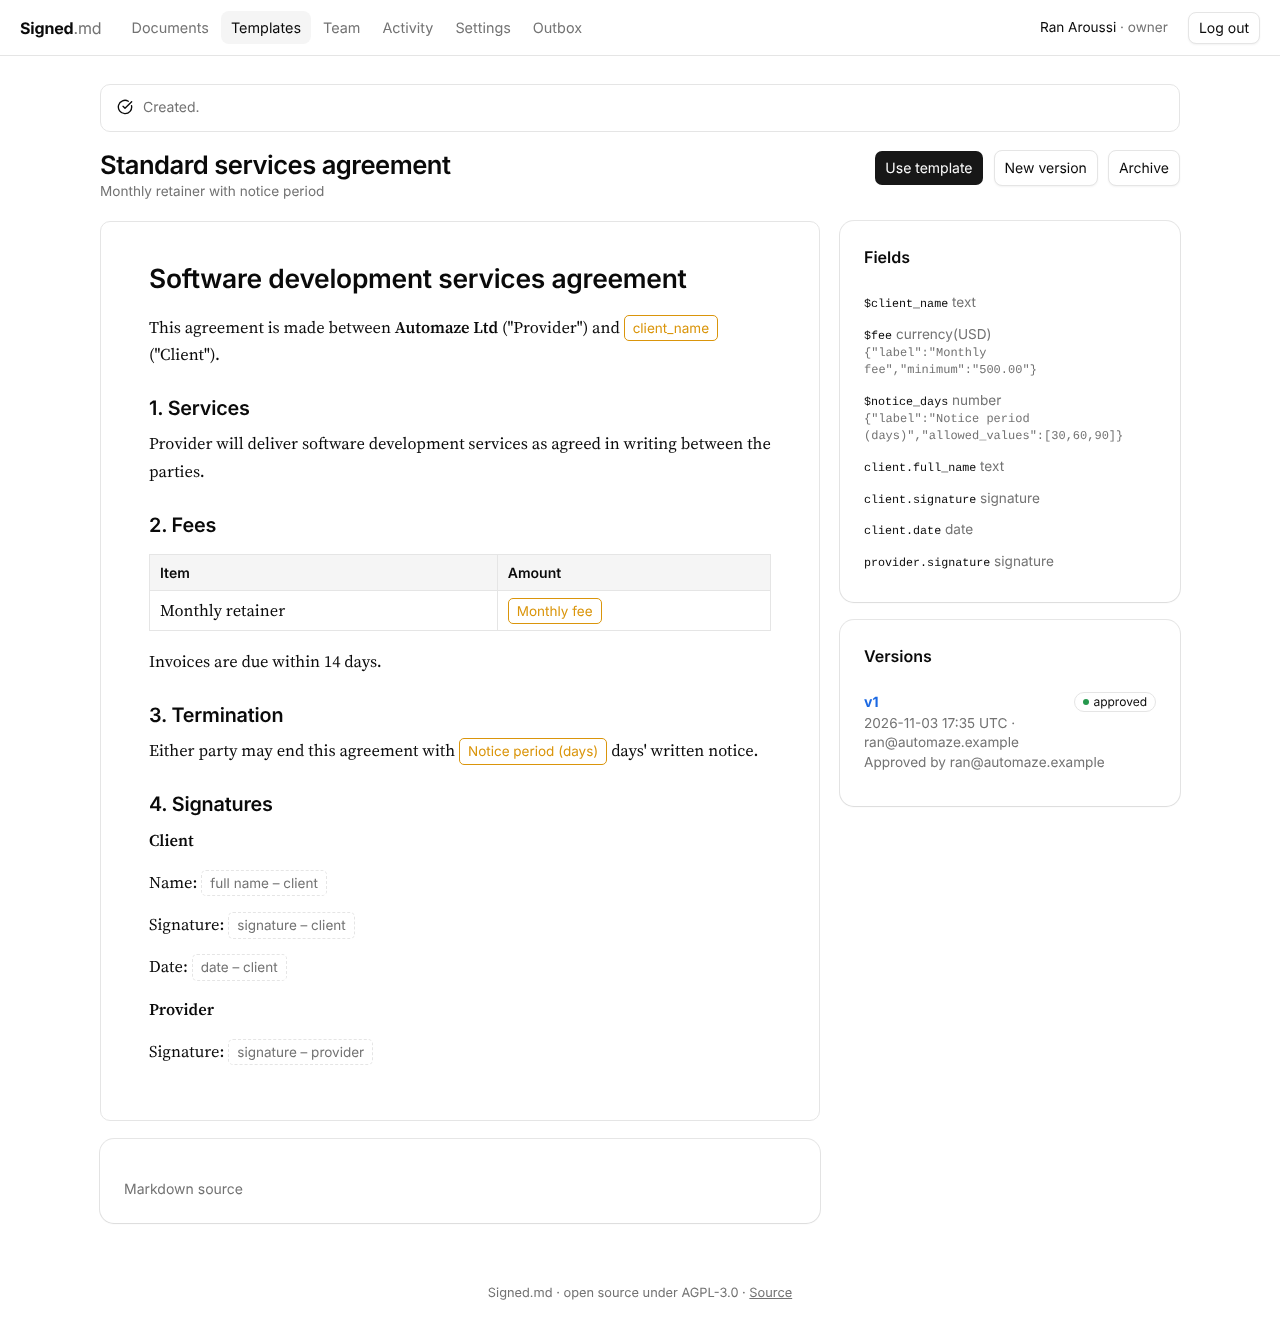 Signed.md Documents Templates Team Activity Settings Outbox Ran Aroussi · owner Log out
Created.
Standard services agreement
Monthly retainer with notice period
Use template New version Archive
Software development services agreement
This agreement is made between Automaze Ltd ("Provider") and client_name
("Client").
1. Services
Provider will deliver software development services as agreed in writing between the
parties.
2. Fees
Item Amount
Monthly retainer Monthly fee
Invoices are due within 14 days.
3. Termination
Either party may end this agreement with Notice period (days) days' written notice.
4. Signatures
Client
Name: full name – client
Signature: signature – client
Date: date – client
Provider
Signature: signature – provider
Markdown source
Fields
$client_name text
$fee currency(USD)
{"label":"Monthly
fee","minimum":"500.00"}
$notice_days number
{"label":"Notice period
(days)","allowed_values":[30,60,90]}
client.full_name text
client.signature signature
client.date date
provider.signature signature
Versions
v1 approved
2026-11-03 17:35 UTC ·
ran@automaze.example
Approved by ran@automaze.example
Signed.md · open source under AGPL-3.0 · Source